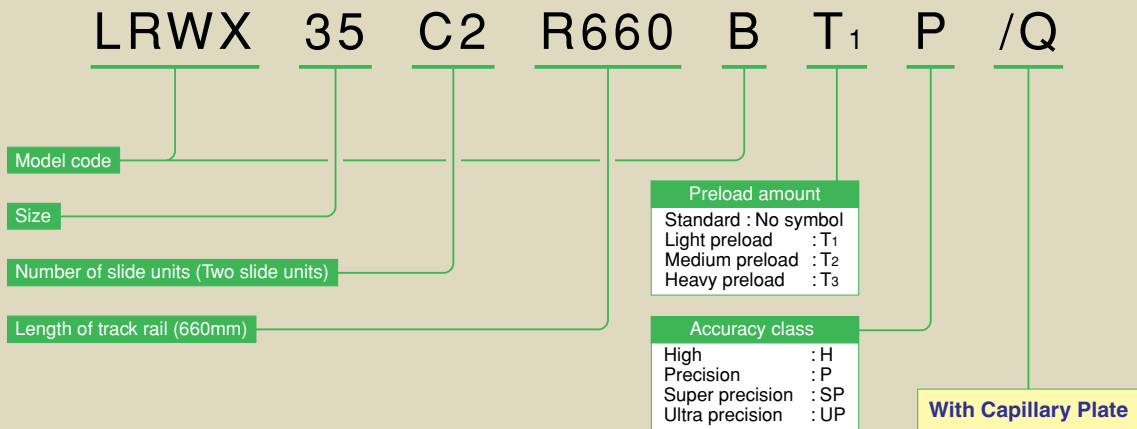 LRWX 35 C2 R660 B T1 P /Q
Model code
Size
Number of slide units (Two slide units)
Length of track rail (660mm)
Preload amount
Standard : No symbol
Light preload : T1
Medium preload : T2
Heavy preload : T3
Accuracy class
High : H
Precision : P
Super precision : SP
Ultra precision : UP
With Capillary Plate